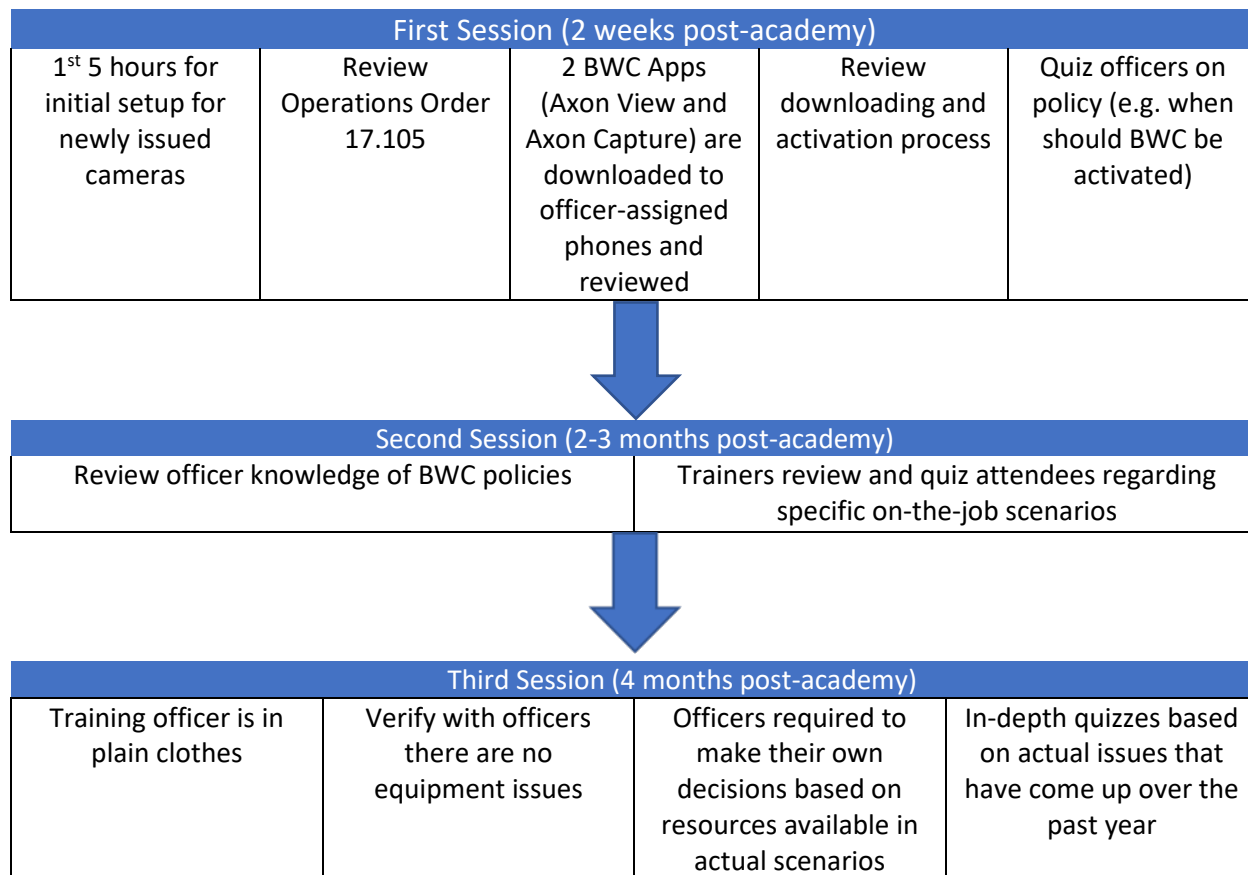 First Session (2 weeks post-academy)
1st 5 hours for
initial setup for
newly issued
cameras
Review
Operations Order
17.105
2 BWC Apps
(Axon View and
Axon Capture) are
downloaded to
officer-assigned
phones and
reviewed
Review
downloading and
activation process
Quiz officers on
policy (e.g. when
should BWC be
activated)
Second Session (2-3 months post-academy)
Review officer knowledge of BWC policies
Trainers review and quiz attendees regarding
specific on-the-job scenarios
Third Session (4 months post-academy)
Training officer is in
plain clothes
Verify with officers
there are no
equipment issues
Officers required to
make their own
decisions based on
resources available in
actual scenarios
In-depth quizzes based
on actual issues that
have come up over the
past year